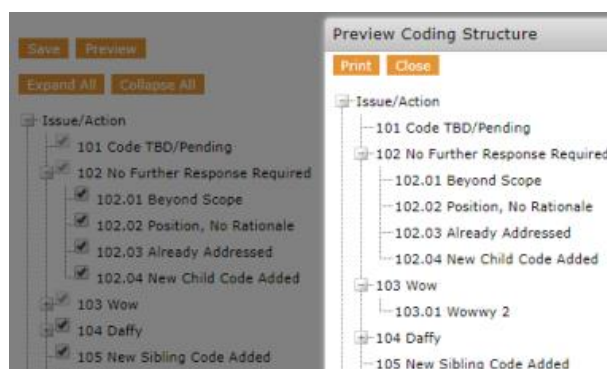 Save Preview
Expand All Collapse All
Issue/Action
101 Code TBD/Pending
102 No Further Response Required
102.01 Beyond Scope
102.02 Position, No Rationale
102.03 Already Addressed
102.04 New Child Code Added
103 Wow
104 Daffy
105 New Sibling Code Added
Preview Coding Structure
Print Close
Issue/Action
101 Code TBD/Pending
102 No Further Response Required
102.01 Beyond Scope
102.02 Position, No Rationale
102.03 Already Addressed
102.04 New Child Code Added
103 Wow
103.01 Wowwy 2
104 Daffy
105 New Sibling Code Added